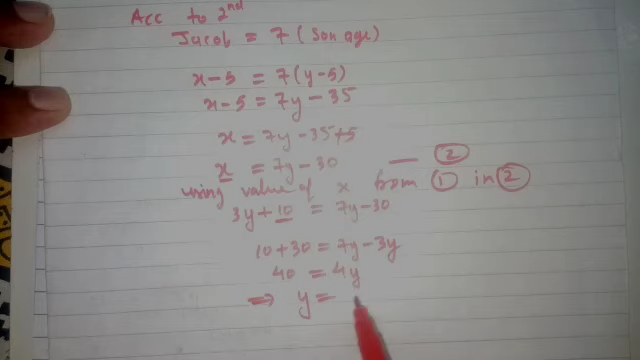 Acc to 2nd
Jacob = 7 (Son age)
x-5 = 7(y-5)
x-5 = 7y-35
x = 7y-35+5
x = 7y-30 — ②
using value of x from ① in ②
3y+10 = 7y-30
10+30 = 7y-3y
40 = 4y
⇒ y =